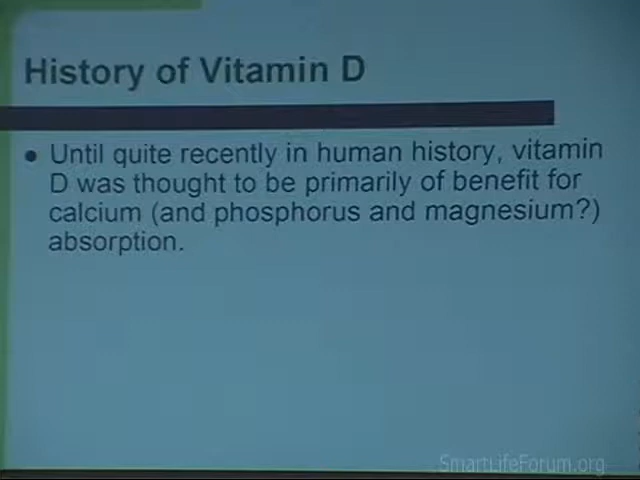 History of Vitamin D
● Until quite recently in human history, vitamin
D was thought to be primarily of benefit for
calcium (and phosphorus and magnesium?)
absorption.
SmartLifeForum.org